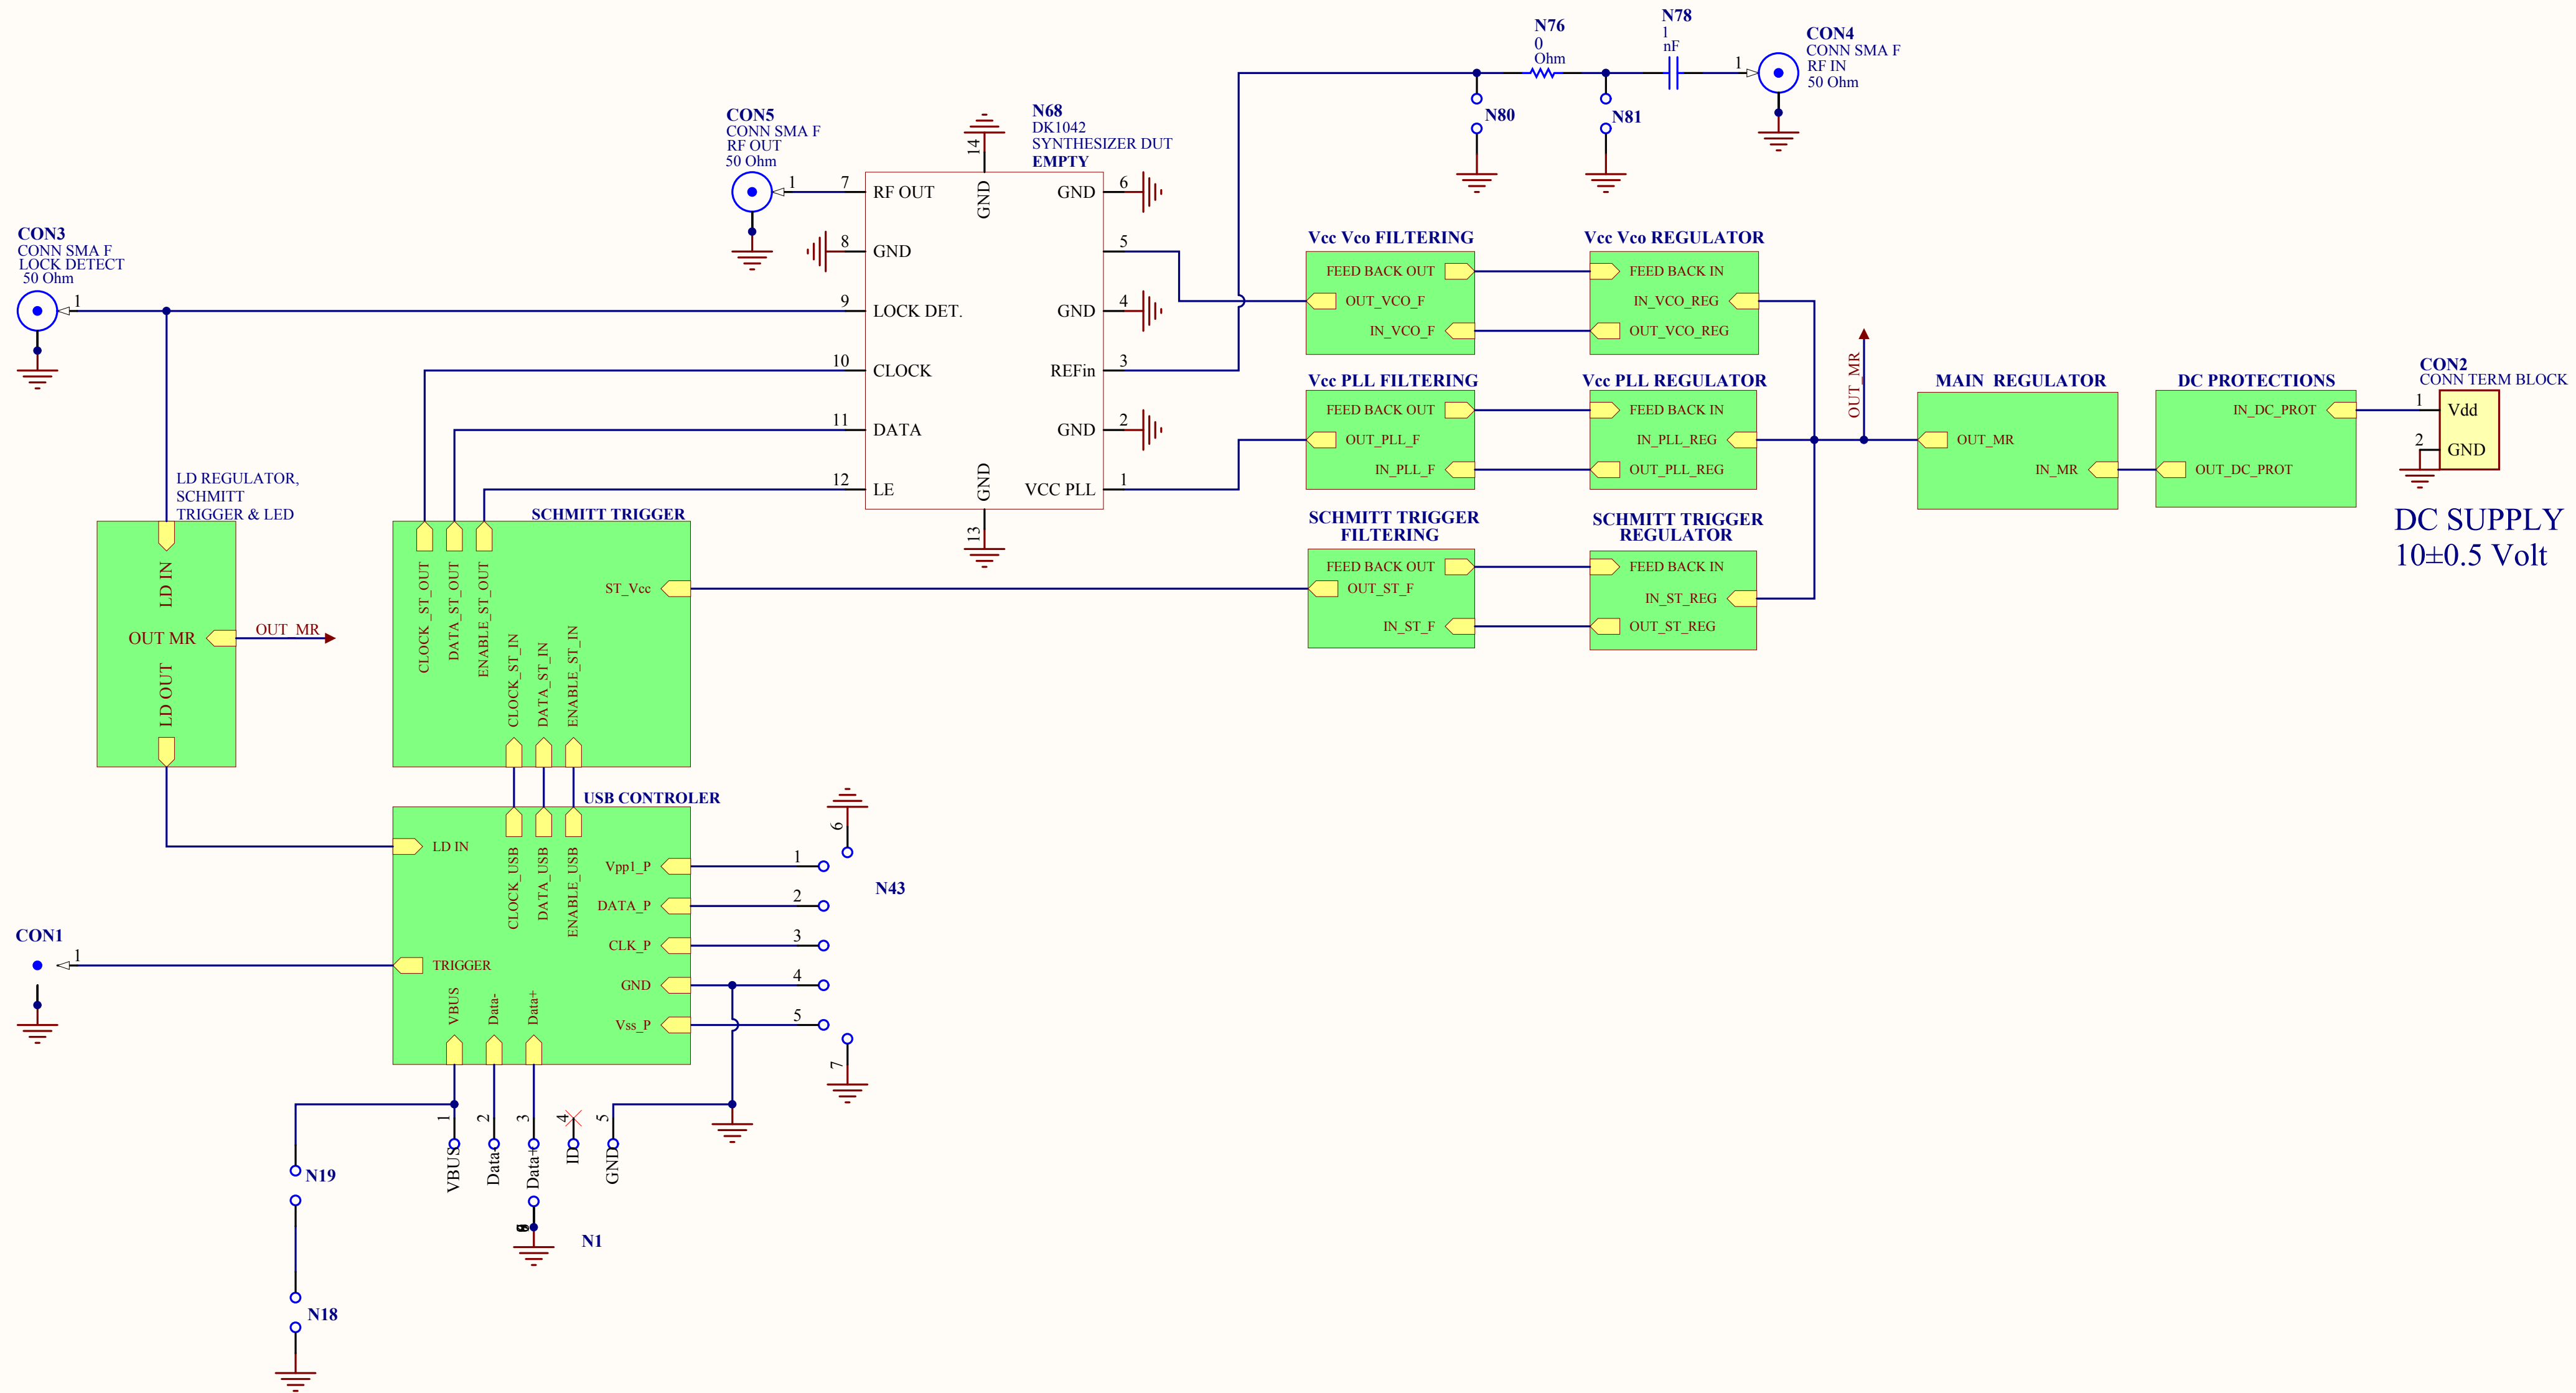 N76
0
Ohm
N78
1
nF
CON4
CONN SMA F
RF IN
50 Ohm
1
N80
N81
CON5
CONN SMA F
RF OUT
50 Ohm
1
N68
DK1042
SYNTHESIZER DUT
EMPTY
14
GND
7
RF OUT
GND
6
8
GND
5
9
LOCK DET.
GND
4
10
CLOCK
REFin
3
11
DATA
GND
2
12
LE
VCC PLL
1
GND
13
CON3
CONN SMA F
LOCK DETECT
50 Ohm
1
Vcc Vco FILTERING
FEED BACK OUT
OUT_VCO_F
IN_VCO_F
Vcc Vco REGULATOR
FEED BACK IN
IN_VCO_REG
OUT_VCO_REG
Vcc PLL FILTERING
FEED BACK OUT
OUT_PLL_F
IN_PLL_F
Vcc PLL REGULATOR
FEED BACK IN
IN_PLL_REG
OUT_PLL_REG
SCHMITT TRIGGER
FILTERING
FEED BACK OUT
OUT_ST_F
IN_ST_F
SCHMITT TRIGGER
REGULATOR
FEED BACK IN
IN_ST_REG
OUT_ST_REG
OUT_MR
MAIN REGULATOR
OUT_MR
IN_MR
DC PROTECTIONS
IN_DC_PROT
OUT_DC_PROT
CON2
CONN TERM BLOCK
1
Vdd
2
GND
DC SUPPLY
10±0.5 Volt
LD REGULATOR,
SCHMITT
TRIGGER & LED
LD IN
OUT MR
OUT_MR
LD OUT
SCHMITT TRIGGER
CLOCK_ST_OUT
DATA_ST_OUT
ENABLE_ST_OUT
ST_Vcc
CLOCK_ST_IN
DATA_ST_IN
ENABLE_ST_IN
USB CONTROLER
LD IN
CLOCK_USB
DATA_USB
ENABLE_USB
Vpp1_P
DATA_P
CLK_P
GND
Vss_P
TRIGGER
VBUS
Data-
Data+
1
2
3
4
5
6
7
N43
CON1
1
1
2
3
4
5
VBUS
Data-
Data+
ID
GND
N1
N19
N18